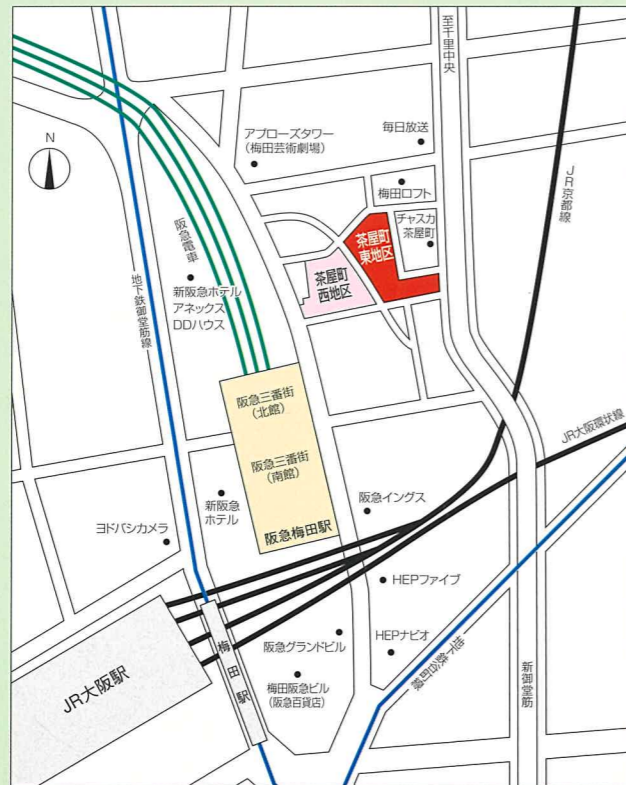 至千里中央
N
アプローズタワー
（梅田芸術劇場）
毎日放送
JR京都線
梅田ロフト
チャスカ
茶屋町
茶屋町
東地区
茶屋町
西地区
阪急電車
地下鉄御堂筋線
新阪急ホテル
アネックス
DDハウス
阪急三番街
（北館）
阪急三番街
（南館）
JR大阪環状線
新阪急
ホテル
阪急イングス
ヨドバシカメラ
阪急梅田駅
HEPファイブ
梅田駅
阪急グランドビル
HEPナビオ
地下鉄谷町線
新御堂筋
JR大阪駅
梅田阪急ビル
（阪急百貨店）